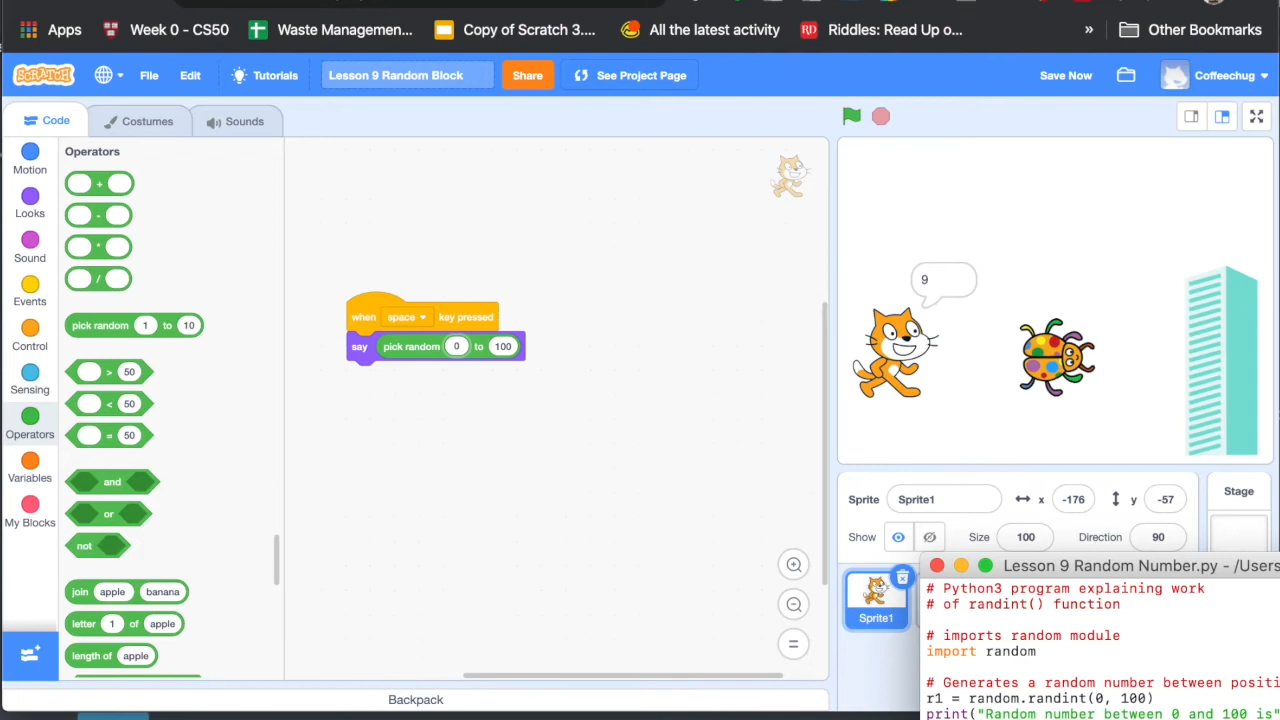 Apps
Week 0 - CS50
Waste Managemen...
Copy of Scratch 3....
All the latest activity
RD
Riddles: Read Up o...
»
Other Bookmarks
SCRATCH
File
Edit
Tutorials
Lesson 9 Random Block
Share
See Project Page
Save Now
Coffeechug
Code
Costumes
Sounds
Motion
Looks
Sound
Events
Control
Sensing
Operators
Variables
My Blocks
Operators
+
-
*
/
pick random 1 to 10
> 50
< 50
= 50
and
or
not
join apple banana
letter 1 of apple
length of apple
when space key pressed
say pick random 0 to 100
9
Sprite Sprite1 x -176 y -57
Show Size 100 Direction 90
Stage
Sprite1
Backpack
Lesson 9 Random Number.py - /Users
# Python3 program explaining work
# of randint() function
# imports random module
import random
# Generates a random number between positi
r1 = random.randint(0, 100)
print("Random number between 0 and 100 is"